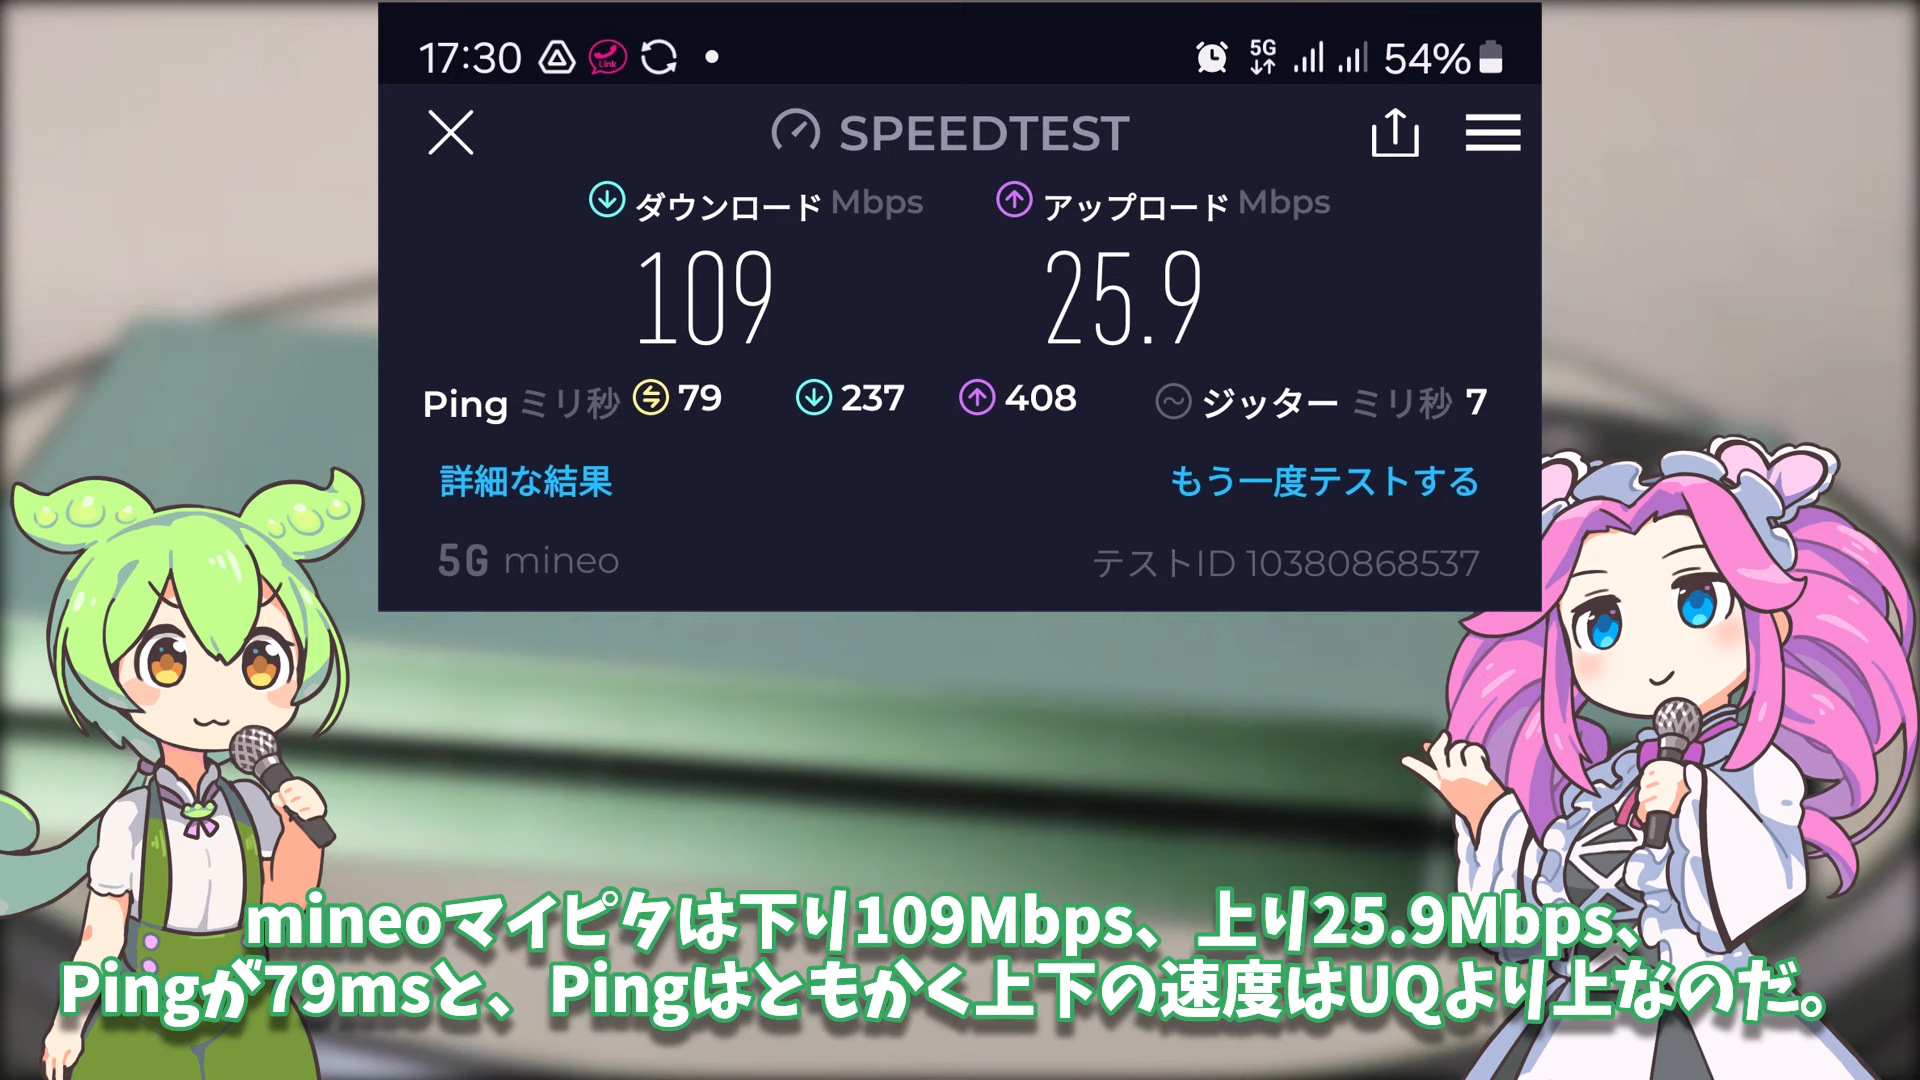 17:30 Link 5G 54%
SPEEDTEST
ダウンロード Mbps アップロード Mbps
109 25.9
Ping ミリ秒 79 237 408 ジッター ミリ秒 7
詳細な結果 もう一度テストする
5G mineo テストID 10380868537
mineoマイピタは下り109Mbps、上り25.9Mbps、
Pingが79msと、Pingはともかく上下の速度はUQより上なのだ。